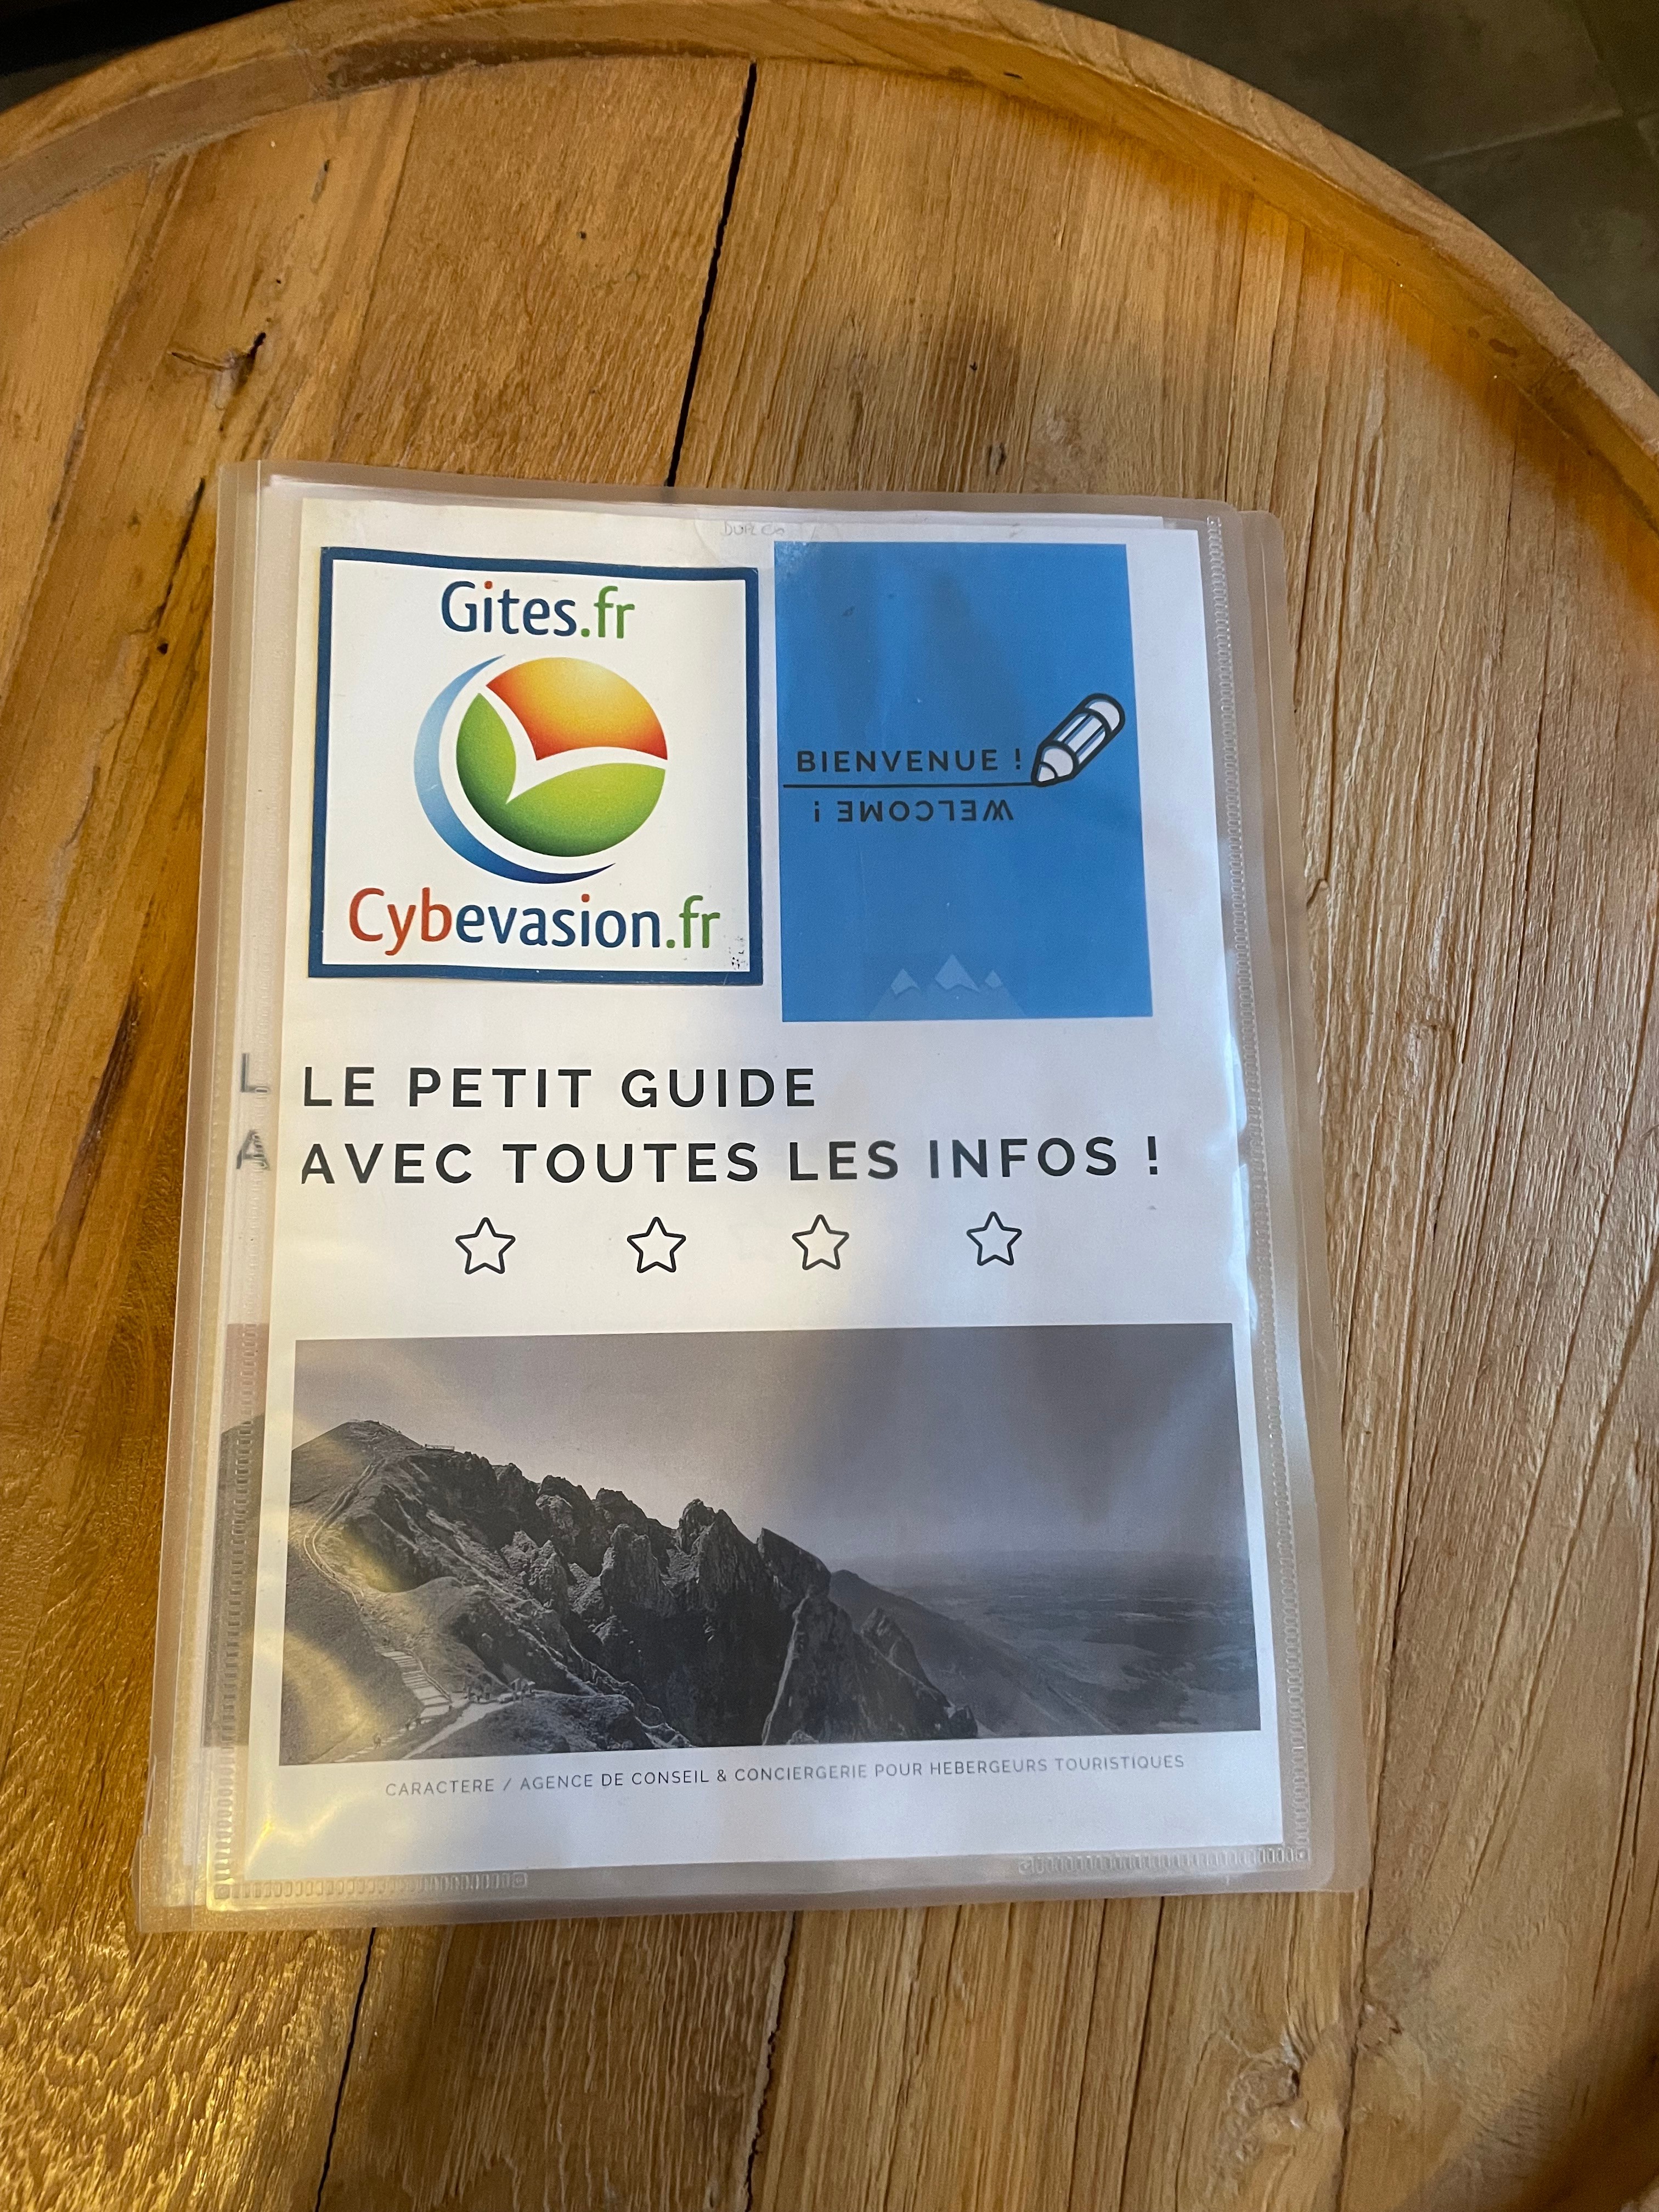 Gites.fr
Cybevasion.fr
BIENVENUE !
WELCOME !
L
LE PETIT GUIDE
A
AVEC TOUTES LES INFOS !
CARACTERE / AGENCE DE CONSEIL & CONCIERGERIE POUR HEBERGEURS TOURISTIQUES